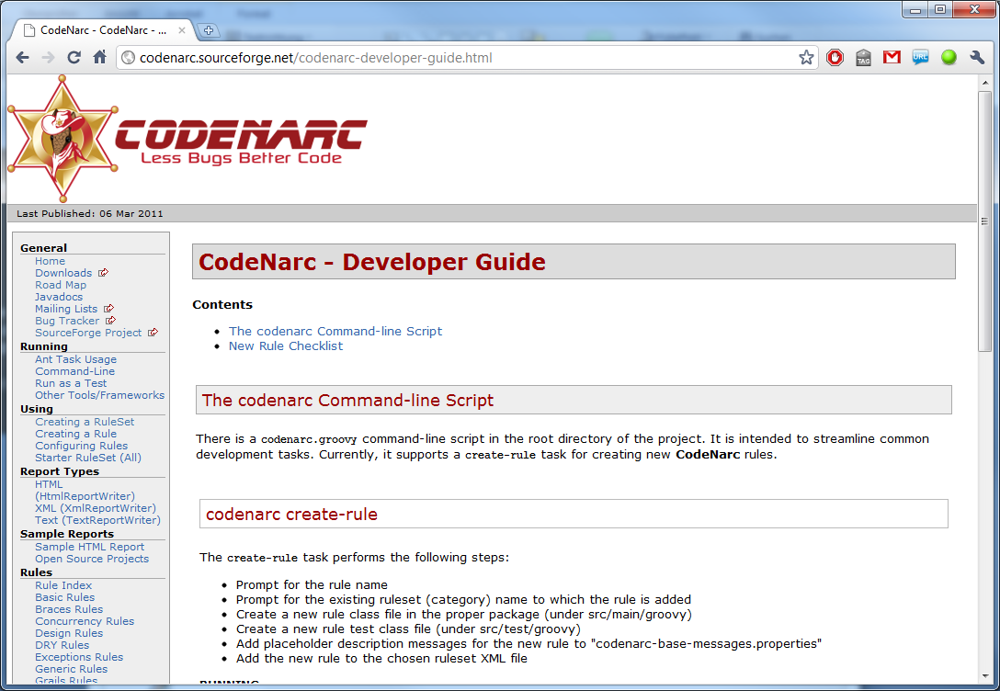 CodeNarc - CodeNarc - ...
codenarc.sourceforge.net/codenarc-developer-guide.html
TAG
URL
CODENARC
Less Bugs Better Code
Last Published: 06 Mar 2011
General
Home
Downloads
Road Map
Javadocs
Mailing Lists
Bug Tracker
SourceForge Project
Running
Ant Task Usage
Command-Line
Run as a Test
Other Tools/Frameworks
Using
Creating a RuleSet
Creating a Rule
Configuring Rules
Starter RuleSet (All)
Report Types
HTML
(HtmlReportWriter)
XML (XmlReportWriter)
Text (TextReportWriter)
Sample Reports
Sample HTML Report
Open Source Projects
Rules
Rule Index
Basic Rules
Braces Rules
Concurrency Rules
Design Rules
DRY Rules
Exceptions Rules
Generic Rules
Grails Rules
CodeNarc - Developer Guide
Contents
The codenarc Command-line Script
New Rule Checklist
The codenarc Command-line Script
There is a codenarc.groovy command-line script in the root directory of the project. It is intended to streamline common
development tasks. Currently, it supports a create-rule task for creating new CodeNarc rules.
codenarc create-rule
The create-rule task performs the following steps:
Prompt for the rule name
Prompt for the existing ruleset (category) name to which the rule is added
Create a new rule class file in the proper package (under src/main/groovy)
Create a new rule test class file (under src/test/groovy)
Add placeholder description messages for the new rule to "codenarc-base-messages.properties"
Add the new rule to the chosen ruleset XML file
RUNNING